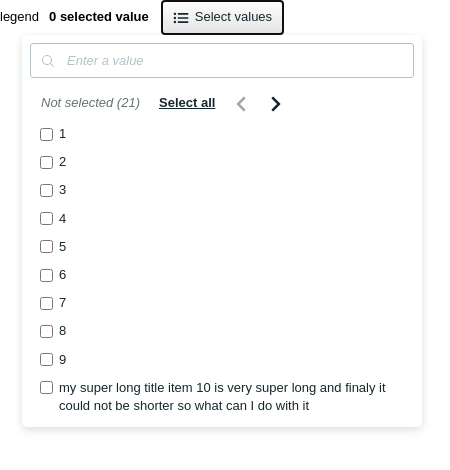 legend 0 selected value Select values
Enter a value
Not selected (21) Select all
1
2
3
4
5
6
7
8
9
my super long title item 10 is very super long and finaly it
could not be shorter so what can I do with it